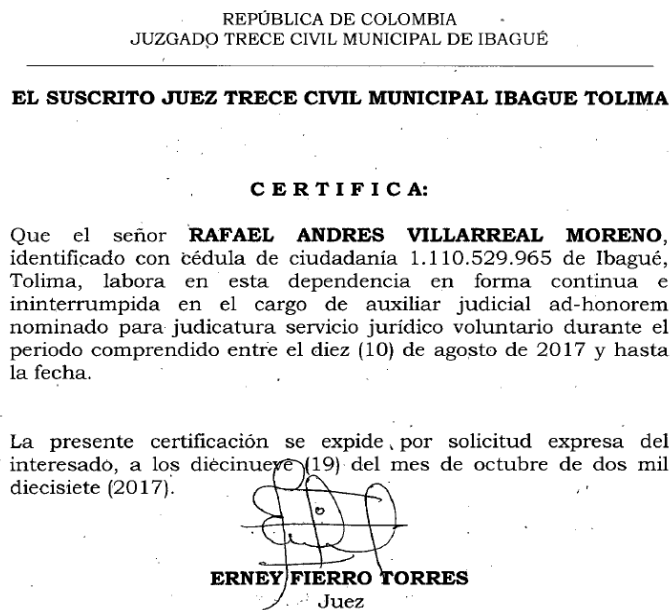 REPÚBLICA DE COLOMBIA
JUZGADO TRECE CIVIL MUNICIPAL DE IBAGUÉ
EL SUSCRITO JUEZ TRECE CIVIL MUNICIPAL IBAGUE TOLIMA
C E R T I F I C A:
Que el señor RAFAEL ANDRES VILLARREAL MORENO,
identificado con cédula de ciudadanía 1.110.529.965 de Ibagué,
Tolima, labora en esta dependencia en forma continua e
ininterrumpida en el cargo de auxiliar judicial ad-honorem
nominado para judicatura servicio jurídico voluntario durante el
periodo comprendido entre el diez (10) de agosto de 2017 y hasta
la fecha.
La presente certificación se expide por solicitud expresa del
interesado, a los diecinueve (19) del mes de octubre de dos mil
diecisiete (2017).
ERNEY FIERRO TORRES
Juez